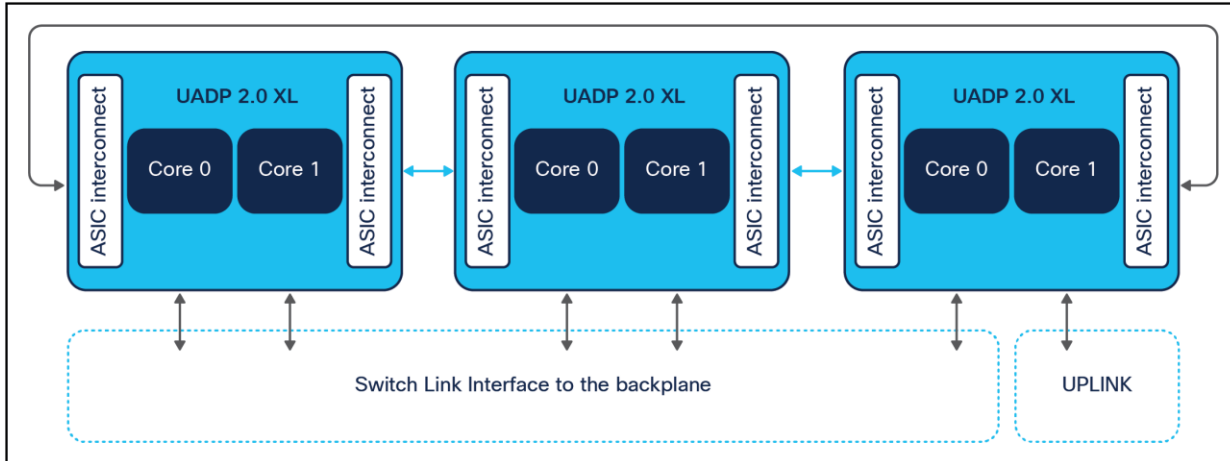 UADP 2.0 XL
ASIC interconnect
Core 0
Core 1
ASIC interconnect
UADP 2.0 XL
ASIC interconnect
Core 0
Core 1
ASIC interconnect
UADP 2.0 XL
ASIC interconnect
Core 0
Core 1
ASIC interconnect
Switch Link Interface to the backplane
UPLINK